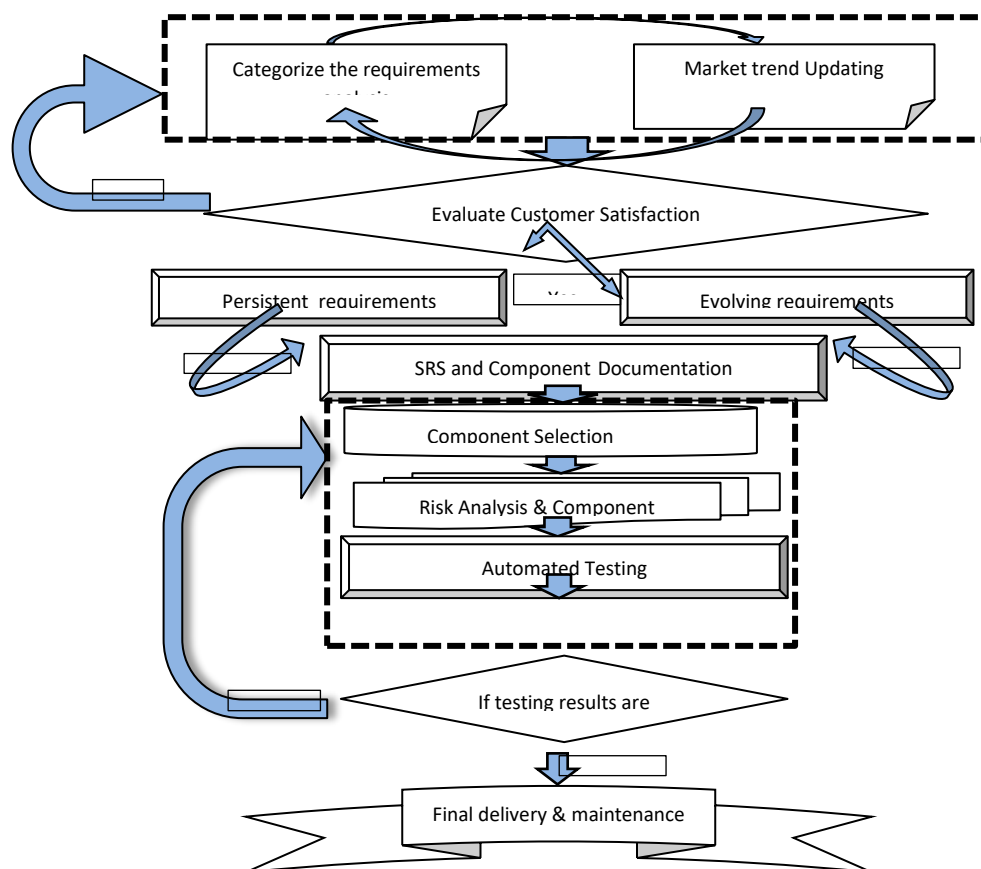 Categorize the requirements
Market trend Updating
Evaluate Customer Satisfaction
Persistent requirements
Evolving requirements
SRS and Component Documentation
Component Selection
Risk Analysis & Component
Automated Testing
If testing results are
Final delivery & maintenance